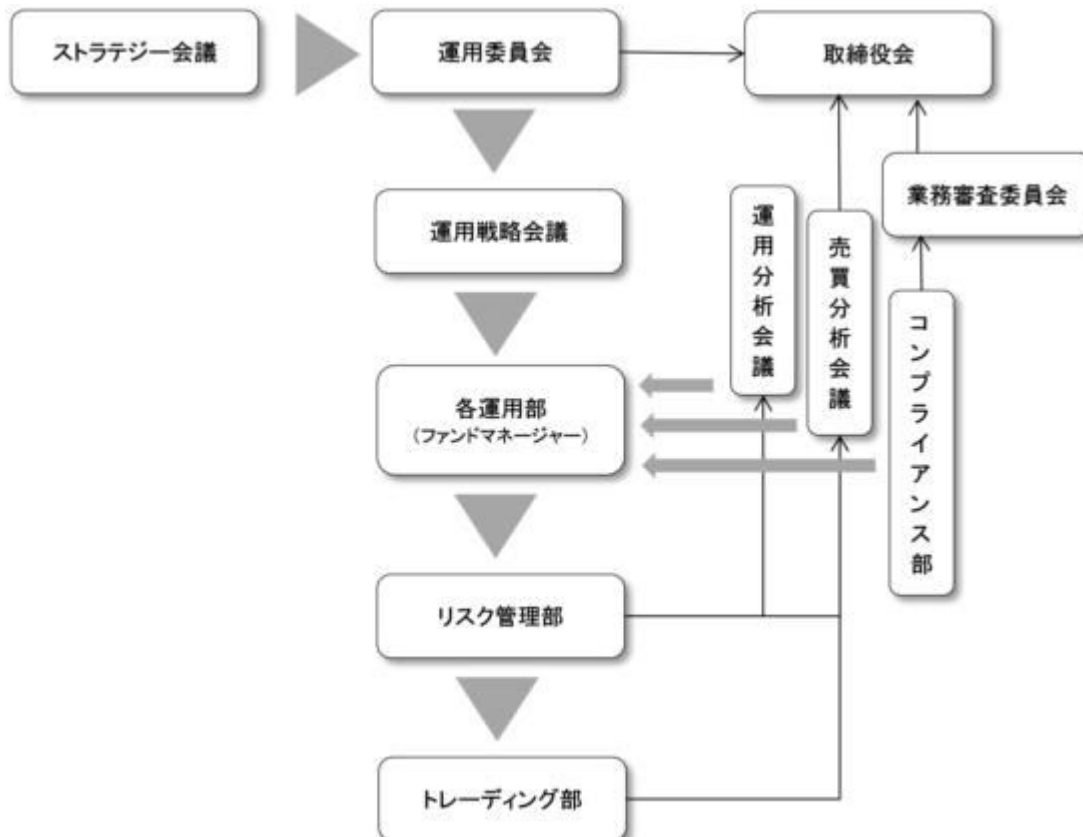 ストラテジー会議
運用委員会
取締役会
業務審査委員会
運用戦略会議
運用分析会議
売買分析会議
コンプライアンス部
各運用部
（ファンドマネージャー）
リスク管理部
トレーディング部